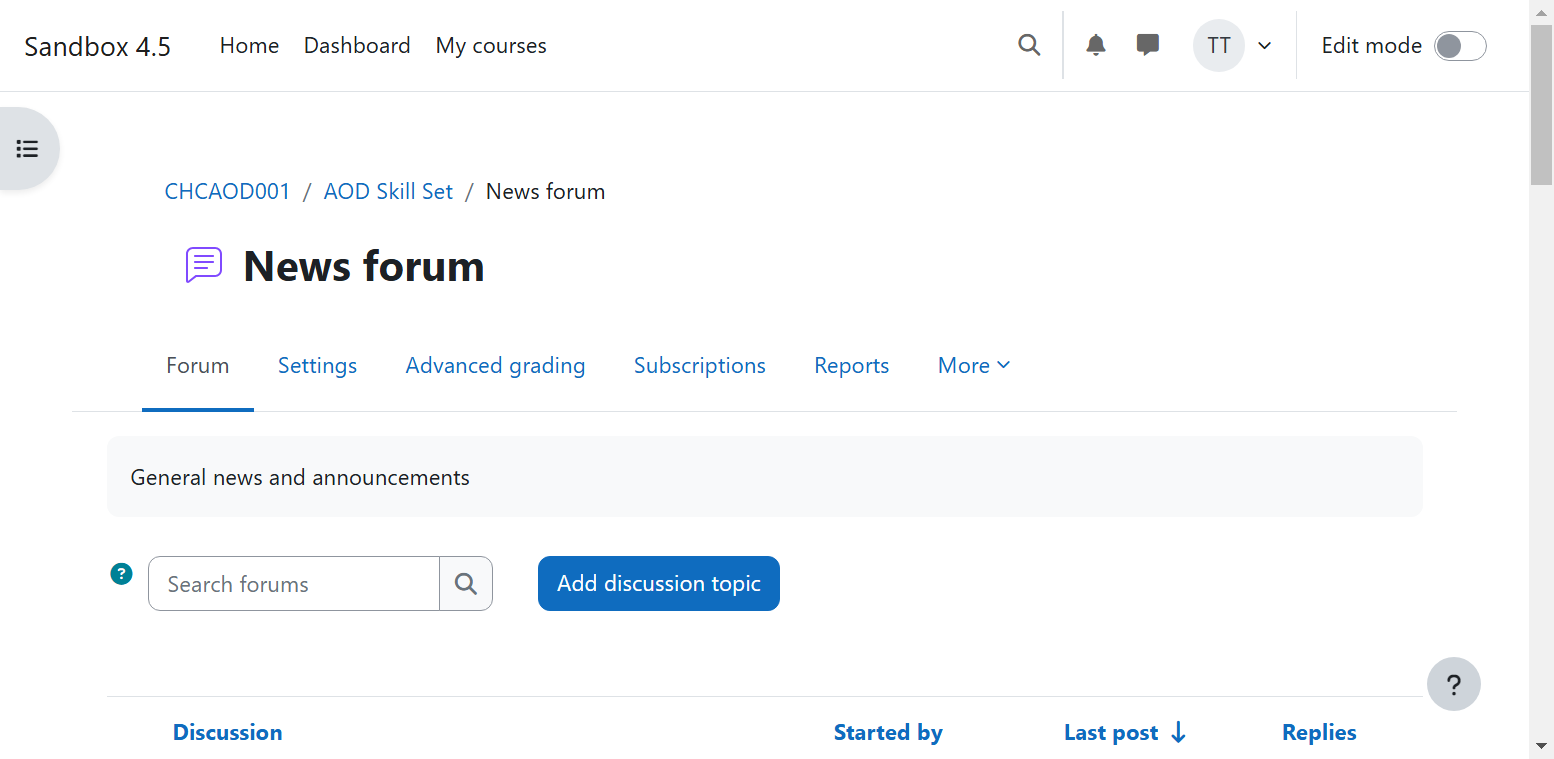 Sandbox 4.5 Home Dashboard My courses TT Edit mode
CHCAOD001 / AOD Skill Set / News forum
News forum
Forum Settings Advanced grading Subscriptions Reports More
General news and announcements
? Search forums Add discussion topic
?
Discussion Started by Last post ↓ Replies